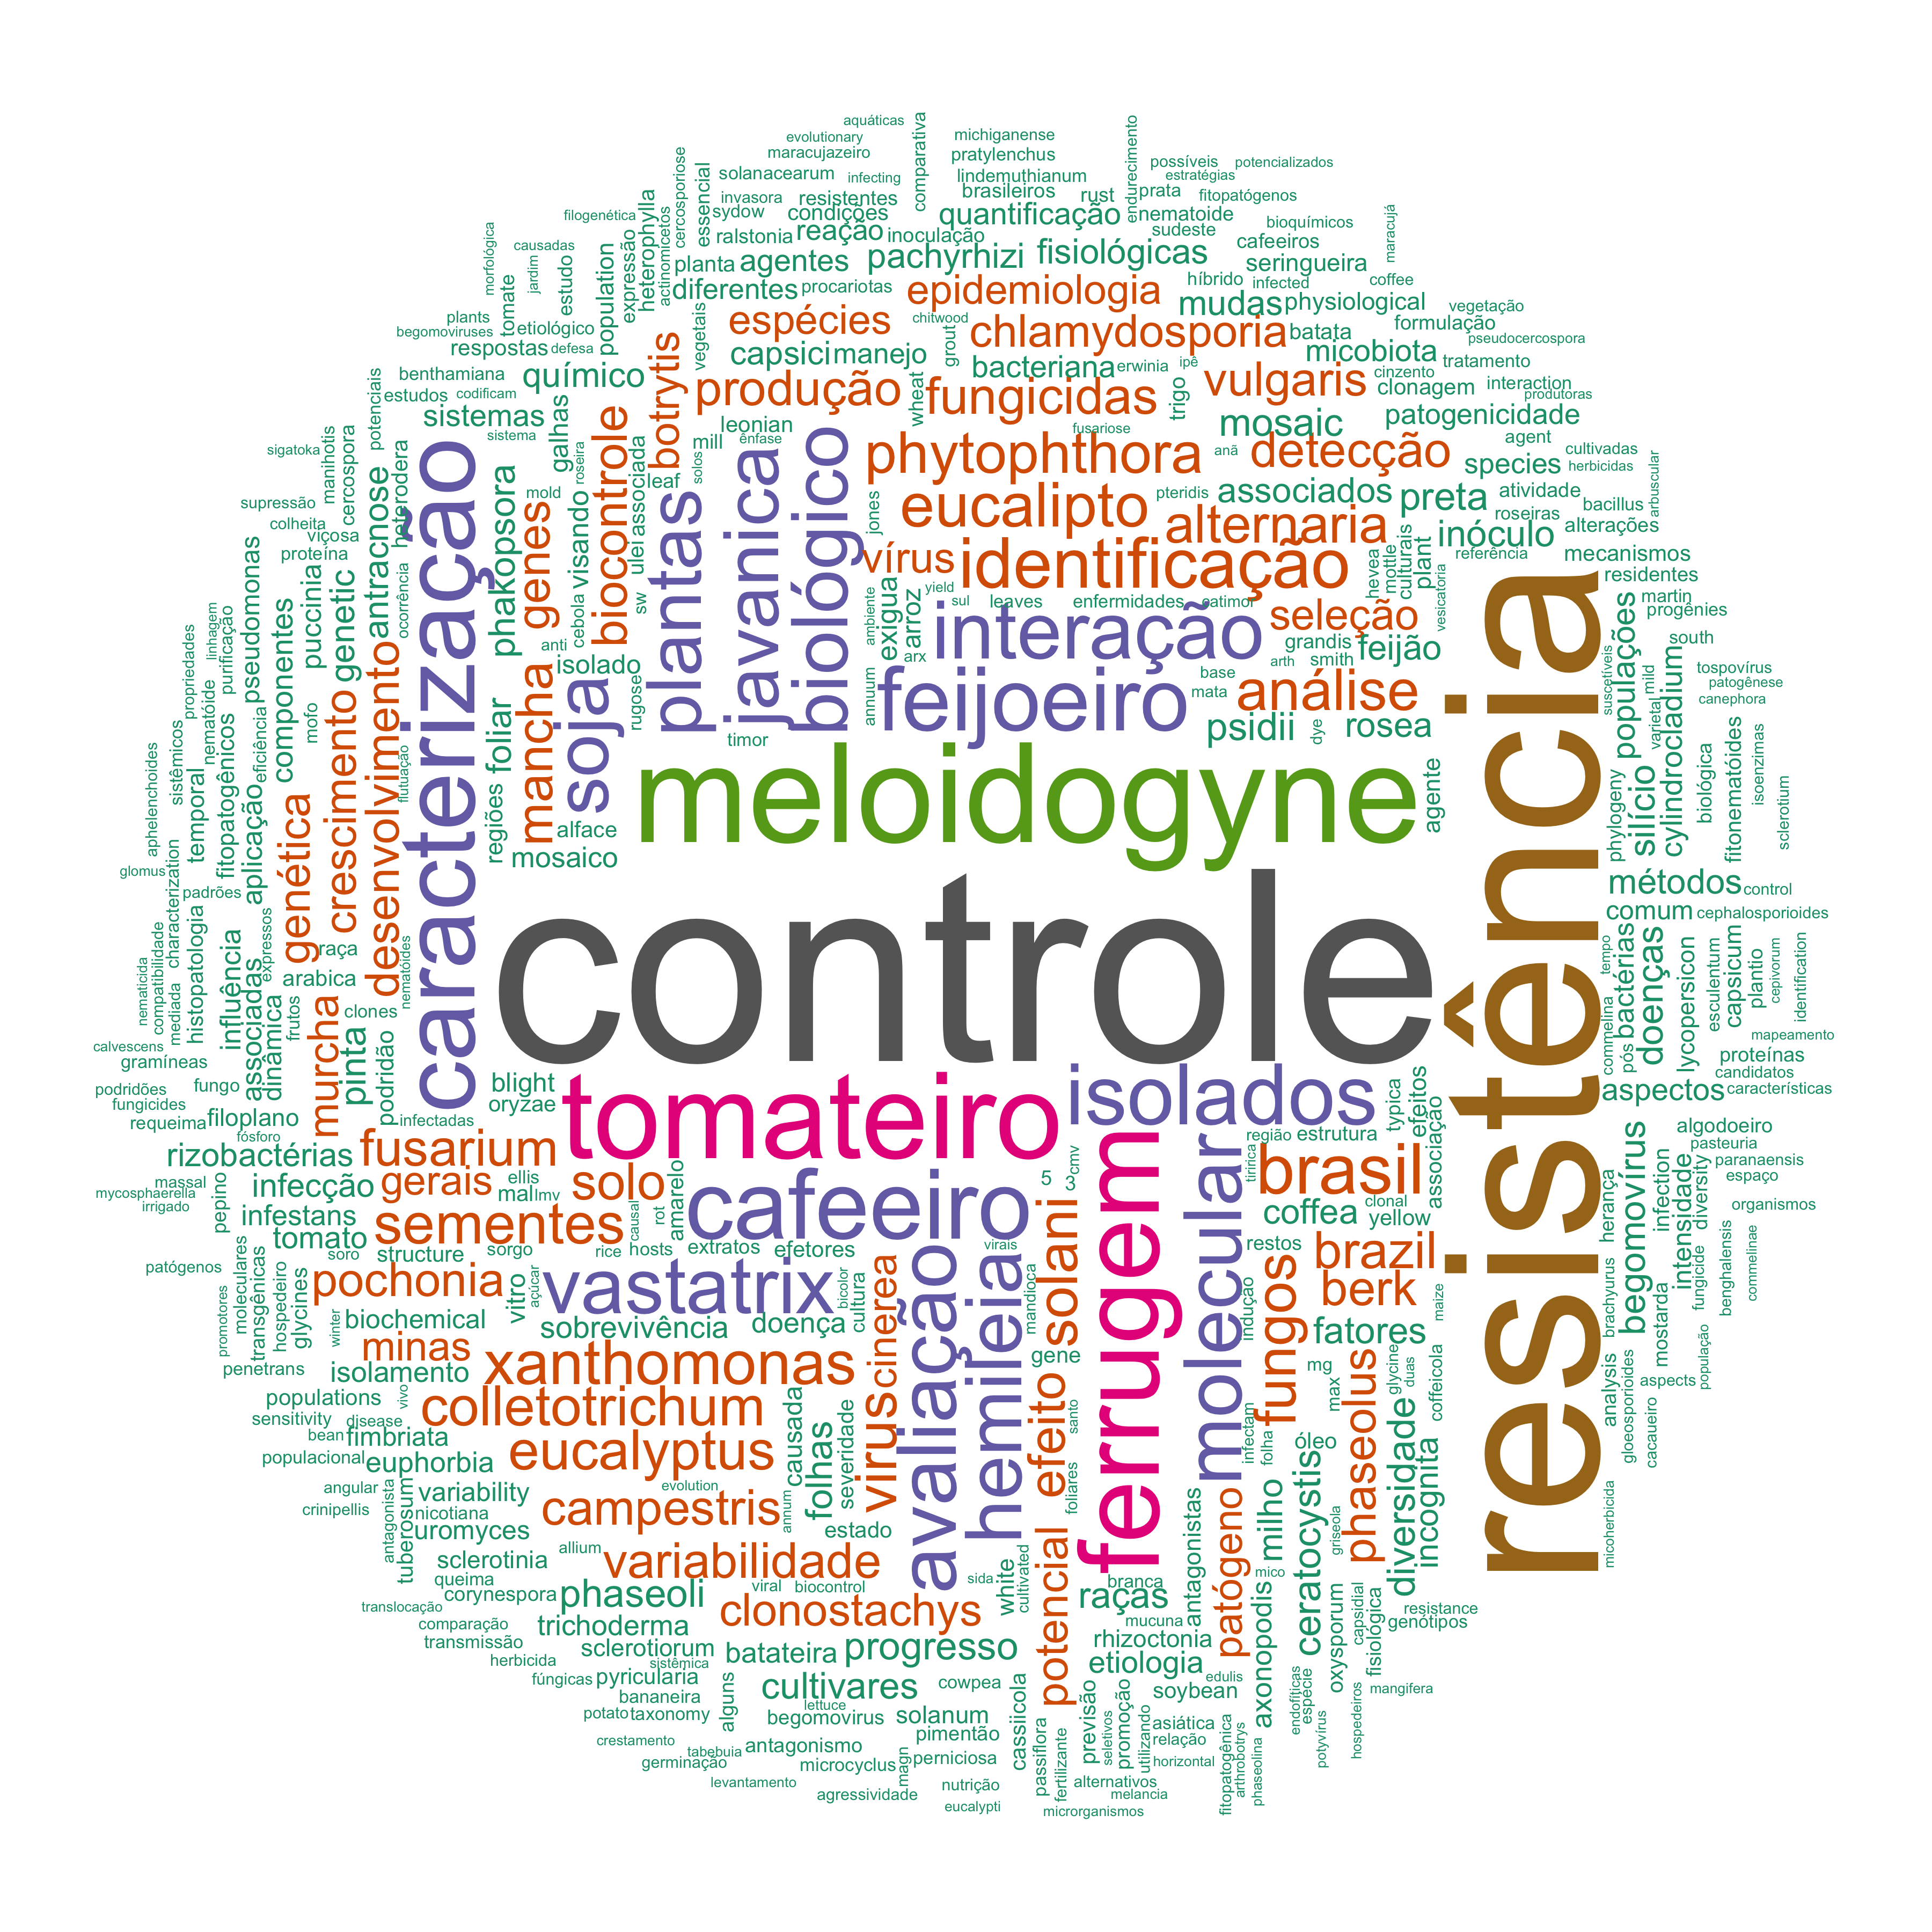 aquáticas
evolutionary
maracujazeiro
michiganense
pratylenchus
comparativa
endurecimento
possíveis
potencializados
solanacearum
infecting
lindemuthianum
estratégias
cercosporiose
essencial
invasora
resistentes
brasileiros
rust
prata
fitopatógenos
sydow
condições
quantificação
nematoide
bioquímicos
maracujá
filogenética
heterophylla
ralstonia
reação
inoculação
sudeste
cafeeiros
morfológica
causadas
expressão
actinomicetos
planta
agentes
pachyrhizi
fisiológicas
seringueira
jardim
estudo
population
diferentes
procariotas
epidemiologia
híbrido
infected
coffee
tomate
mudas
physiological
vegetação
plants
begomoviruses
etiológico
espécies
chitwood
chlamydosporia
batata
formulação
pseudocercospora
respostas
defesa
botrytis
vegetais
capsici
manejo
grout
micobiota
tratamento
benthamiana
químico
bacteriana
erwinia
ipê
cinzento
potenciais
estudos
codificam
produção
fungicidas
vulgaris
clonagem
interaction
produtoras
sistemas
galhas
biocontrole
wheat
trigo
mosaic
patogenicidade
sistema
leonian
fusariose
agent
sigatoka
manihotis
cercospora
mill
ênfase
phytophthora
anã
detecção
cultivadas
roseira
javanica
biológico
species
herbicidas
heterodera
caracterização
phakopsora
mold
leaf
solos
pteridis
associados
preta
atividade
bacillus
arbuscular
supressão
antracnose
genes
visando
associada
plantas
jones
eucalipto
alternaria
roseiras
colheita
viçosa
cebola
ulei
inóculo
alterações
proteína
vírus
identificação
hevea
mottle
culturais
plant
referência
mecanismos
pseudomonas
puccinia
genetic
ocorrência
anti
isolado
sw
ambiente
exigua
arroz
yield
sul
leaves
enfermidades
catimor
seleção
vesicatoria
residentes
linhagem
purificação
componentes
desenvolvimento
mancha
soja
rugose
interação
grandis
feijão
suscetíveis
populações
martin
progênies
propriedades
arx
arth
smith
south
annuum
feijoeiro
base
mata
análise
varietal
mild
cylindrocladium
tospovírus
patogênese
canephora
sistêmicos
nematóide
fitopatogênicos
eficiência
mofo
crescimento
flutuação
foliar
regiões
timor
psidii
dye
rosea
resistência
biológica
fitonematóides
isoenzimas
aphelenchoides
temporal
aplicação
genética
meloidogyne
agente
phylogeny
silício
sclerotium
alface
mosaico
glomus
characterization
padrões
métodos
control
controle
comum
cephalosporioides
histopatologia
influência
expressos
raça
nematóides
tempo
bactérias
doenças
lycopersicon
esculentum
capsicum
plantio
cepivorum
identification
nematicida
compatibilidade
mediada
associadas
dinâmica
arabica
frutos
murcha
clones
pinta
podridão
commelina
pós
mapeamento
calvescens
gramíneas
proteínas
candidatos
podridões
fungo
blight
tomateiro
isolados
typica
efeitos
aspectos
características
fungicides
oryzae
requeima
filoplano
infectadas
associação
algodoeiro
fósforo
região
estrutura
pasteuria
rizobactérias
fusarium
ferrugem
molecular
tiririca
brasil
begomovírus
infection
intensidade
diversity
paranaensis
massal
infecção
gerais
ellis
solo
amarelo
cafeeiro
5
3
cmv
clonal
herança
espaço
mycosphaerella
irrigado
pepino
mal
lmv
causal
rot
coffea
yellow
organismos
infestans
sementes
tomato
soro
structure
sorgo
rice
hosts
extratos
efetores
virais
solani
restos
brazil
patógenos
moleculares
transgênicas
hospedeiro
glycines
pochonia
vitro
açúcar
vastatrix
bicolor
cultura
avaliação
hemileia
mandioca
indução
fungos
berk
maize
brachyurus
mostarda
fungicide
benghalensis
commelinae
promotores
winter
biochemical
sobrevivência
doença
cinerea
fatores
minas
xanthomonas
virus
efeito
gene
mg
glycine
duas
coffeicola
analysis
gloeosporioides
aspects
população
penetrans
isolamento
populations
vivo
colletotrichum
causada
max
phaseolus
diversidade
cacaueiro
sensitivity
disease
santo
bean
fimbriata
folhas
severidade
infectam
folha
óleo
incognita
populacional
euphorbia
eucalyptus
ceratocystis
angular
variability
evolution
foliares
micoherbicida
crinipellis
antagonista
tuberosum
nicotiana
campestris
annum
potencial
antagonistas
patógeno
milho
griseola
uromyces
estado
allium
sclerotinia
variabilidade
white
queima
viral
biocontrol
sida
cultivated
branca
mico
corynespora
phaseoli
raças
axonopodis
oxysporum
capsidial
fisiológica
resistance
genótipos
translocação
comparação
trichoderma
clonostachys
mucuna
transmissão
sclerotiorum
batateira
progresso
rhizoctonia
herbicida
sistêmica
etiologia
fúngicas
pyricularia
cultivares
cowpea
cassiicola
edulis
soybean
endofíticas
espécie
mangifera
bananeira
lettuce
potato
taxonomy
alguns
begomovirus
solanum
passiflora
previsão
seletivos
promoção
utilizando
asiática
potyvírus
hospedeiros
crestamento
pimentão
relação
tabebuia
antagonismo
fertilizante
germinação
microcyclus
magn
perniciosa
horizontal
fitopatogênica
arthrobotrys
phaseolina
levantamento
nutrição
alternativos
agressividade
melancia
eucalypti
microrganismos